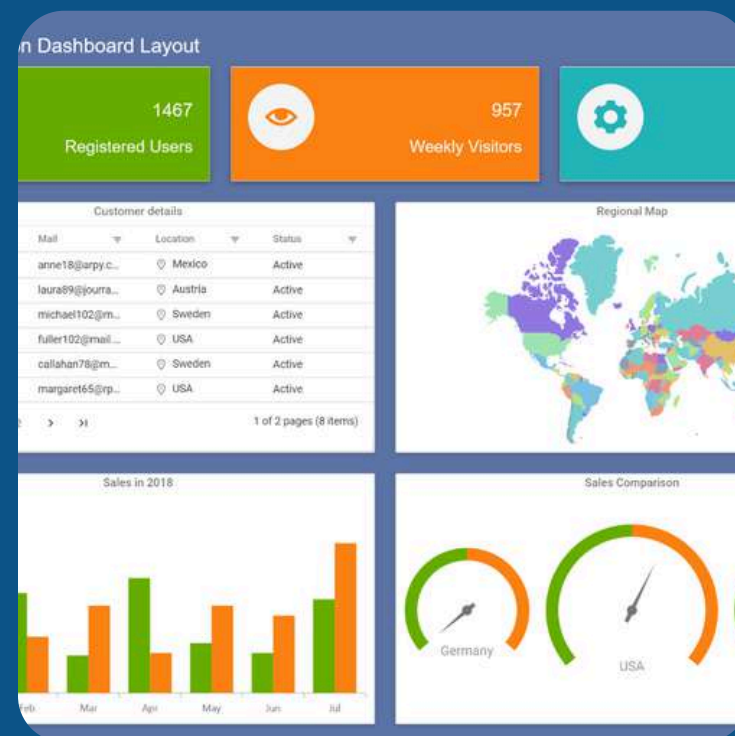 n Dashboard Layout
1467
Registered Users
957
Weekly Visitors
Customer details
Mail Location Status
anne18@arpy.c... Mexico Active
laura89@jourra... Austria Active
michael102@m... Sweden Active
fuller102@mail.... USA Active
callahan78@m... Sweden Active
margaret65@rp... USA Active
1 of 2 pages (8 items)
Regional Map
Sales in 2018
Feb Mar Apr May Jun Jul
Sales Comparison
Germany
USA